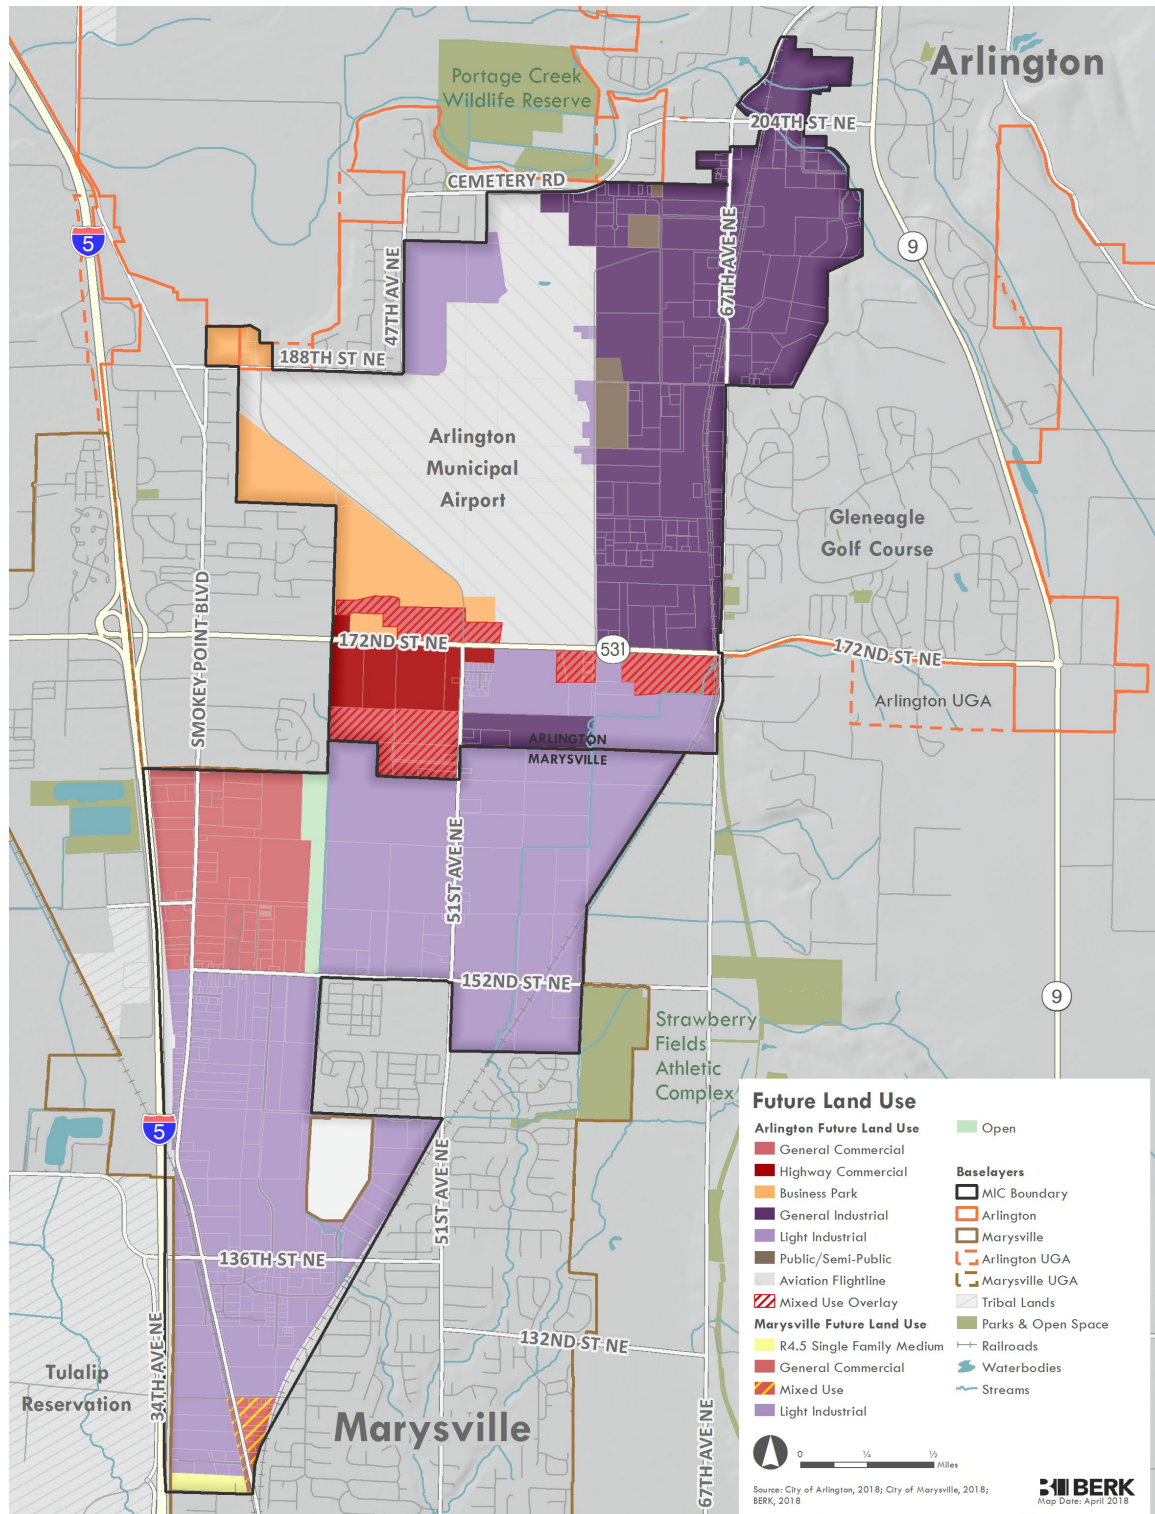 Arlington
Portage Creek
Wildlife Reserve
204TH ST NE
CEMETERY RD
5
9
47TH AV NE
67TH AVE NE
188TH ST NE
Arlington
Municipal
Airport
Gleneagle
Golf Course
SMOKEY POINT BLVD
172ND ST NE
531
172ND ST NE
Arlington UGA
ARLINGTON
MARYSVILLE
51ST AVE NE
152ND ST NE
9
Strawberry
Fields
Athletic
Complex
5
51ST AVE NE
136TH ST NE
132ND ST NE
34TH AVE NE
Tulalip
Reservation
Marysville
67TH AVE NE
Future Land Use
Arlington Future Land Use
General Commercial
Highway Commercial
Business Park
General Industrial
Light Industrial
Public/Semi-Public
Aviation Flightline
Mixed Use Overlay
Marysville Future Land Use
R4.5 Single Family Medium
General Commercial
Mixed Use
Light Industrial
Open
Baselayers
MIC Boundary
Arlington
Marysville
Arlington UGA
Marysville UGA
Tribal Lands
Parks & Open Space
Railroads
Waterbodies
Streams
0 ¼ ½
Miles
Source: City of Arlington, 2018; City of Marysville, 2018;
BERK, 2018
BERK
Map Date: April 2018